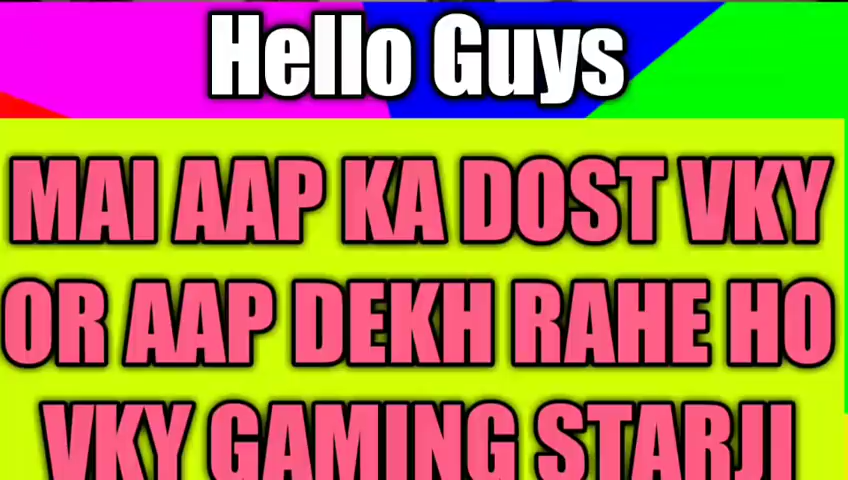 Hello Guys
MAI AAP KA DOST VKY
OR AAP DEKH RAHE HO
VKY GAMING STARJI